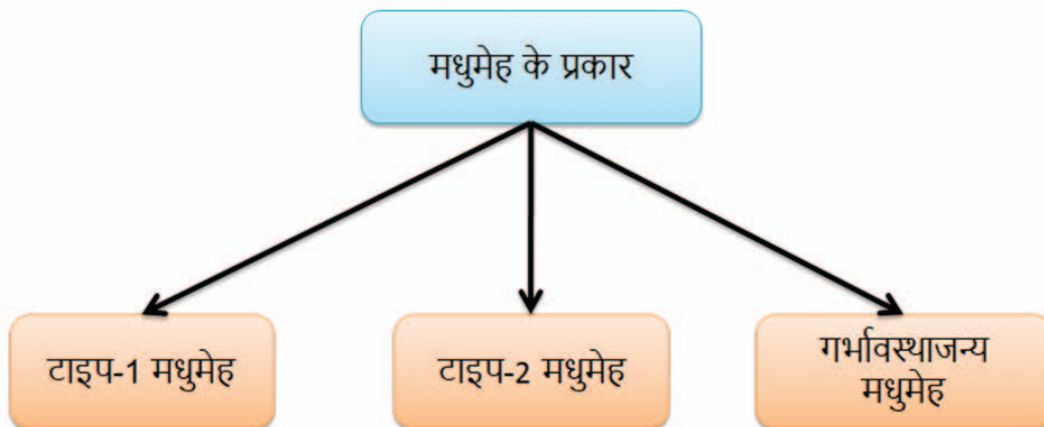 मधुमेह के प्रकार
टाइप-1 मधुमेह
टाइप-2 मधुमेह
गर्भावस्थाजन्य
मधुमेह